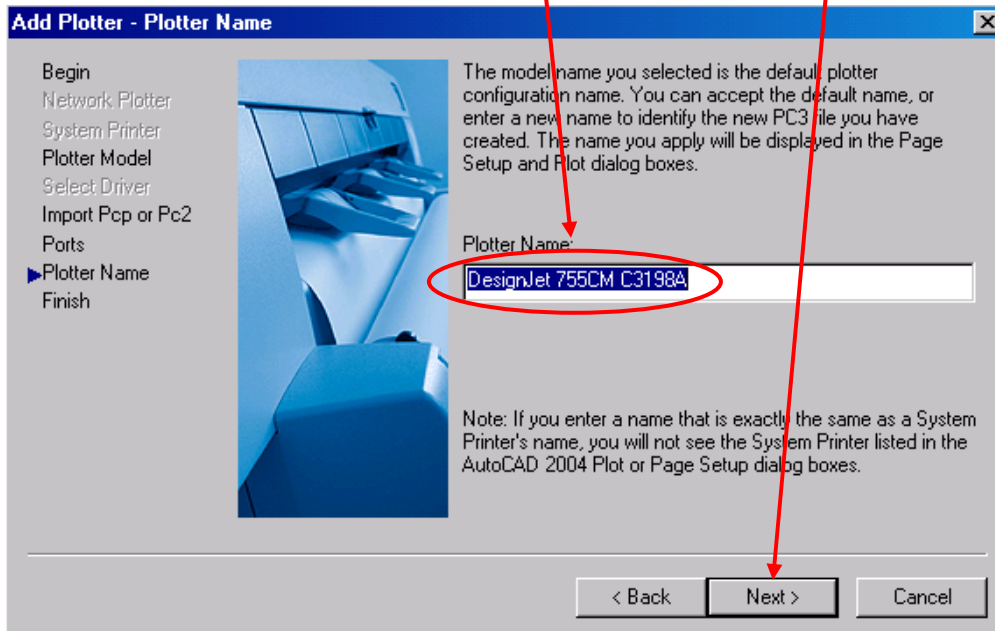 Add Plotter - Plotter Name
Begin
Network Plotter
System Printer
Plotter Model
Select Driver
Import Pcp or Pc2
Ports
Plotter Name
Finish
The model name you selected is the default plotter
configuration name. You can accept the default name, or
enter a new name to identify the new PC3 file you have
created. The name you apply will be displayed in the Page
Setup and Plot dialog boxes.
Plotter Name:
DesignJet 755CM C3198A
Note: If you enter a name that is exactly the same as a System
Printer's name, you will not see the System Printer listed in the
AutoCAD 2004 Plot or Page Setup dialog boxes.
< Back
Next >
Cancel